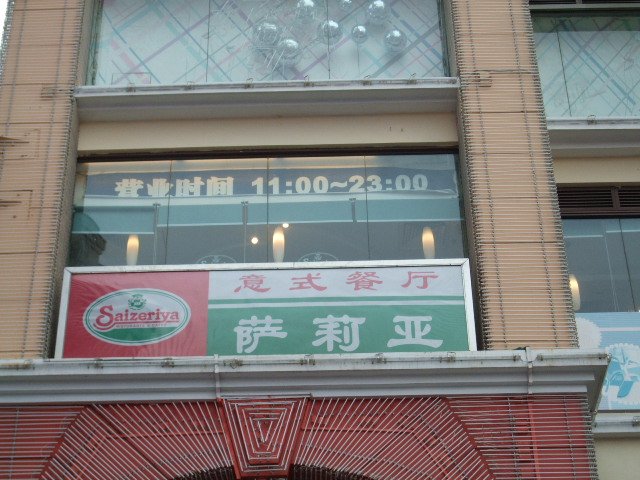 营业时间 11:00~23:00
Saizeriya
意式餐厅
萨莉亚